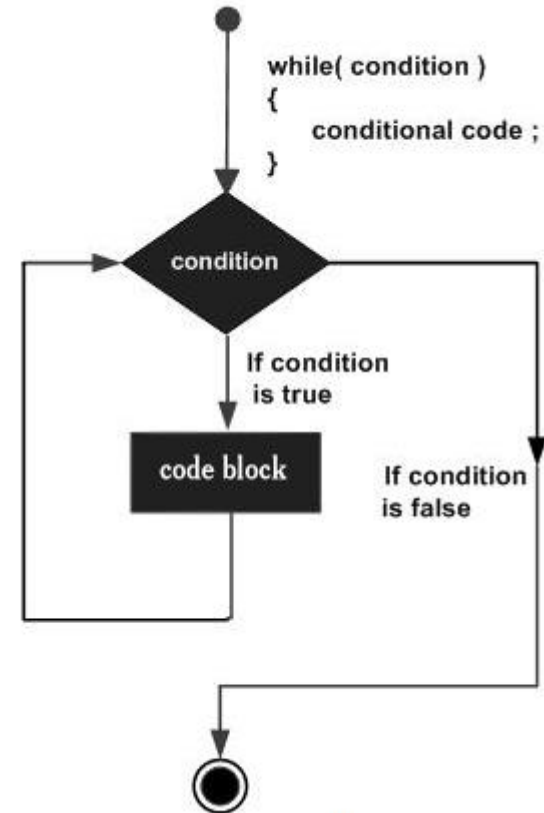 while( condition )
{
conditional code ;
}
condition
If condition
is true
code block
If condition
is false